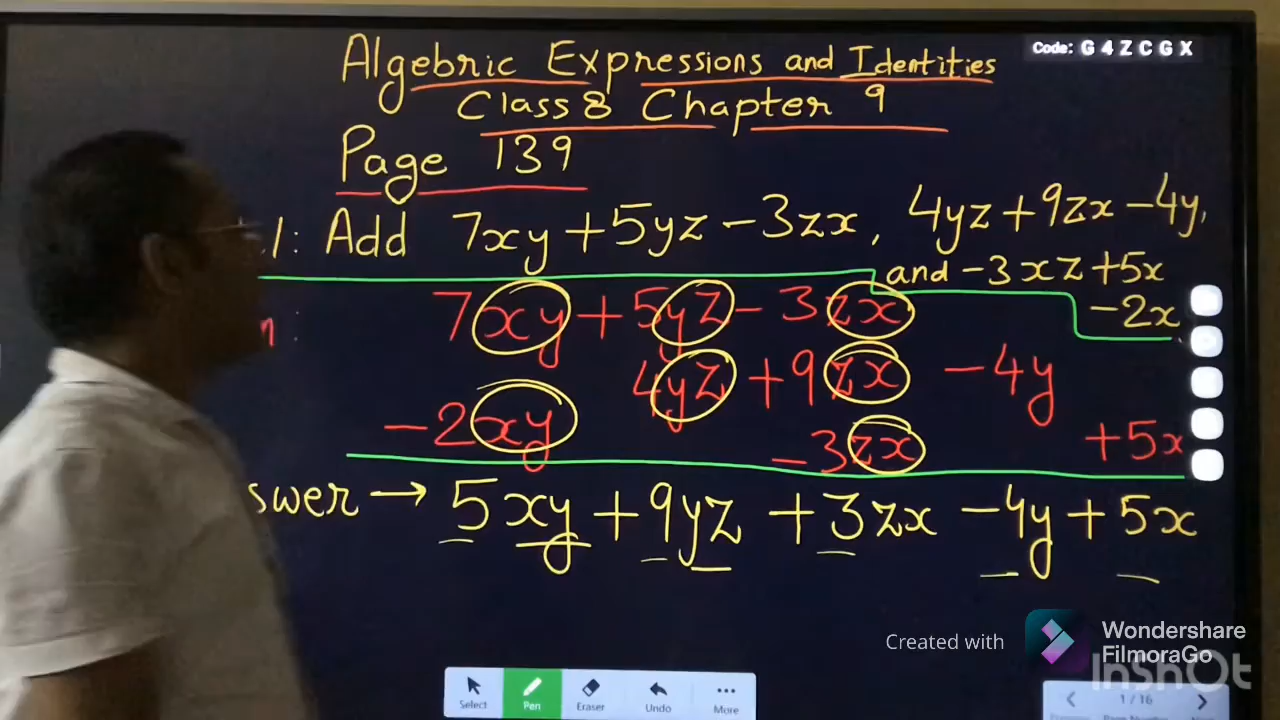 Code: G 4 Z C G X
Algebric Expressions and Identities
Class 8 Chapter 9
Page 139
.1: Add 7xy + 5yz - 3zx, 4yz + 9zx - 4y,
and - 3xz + 5x
- 2x
n : 7xy + 5yz - 3zx
4yz + 9zx - 4y
- 2xy - 3zx + 5x
swer → 5xy + 9yz + 3zx - 4y + 5x
Created with Wondershare FilmoraGo
InShOt
Select Pen Eraser Undo More
1 / 16